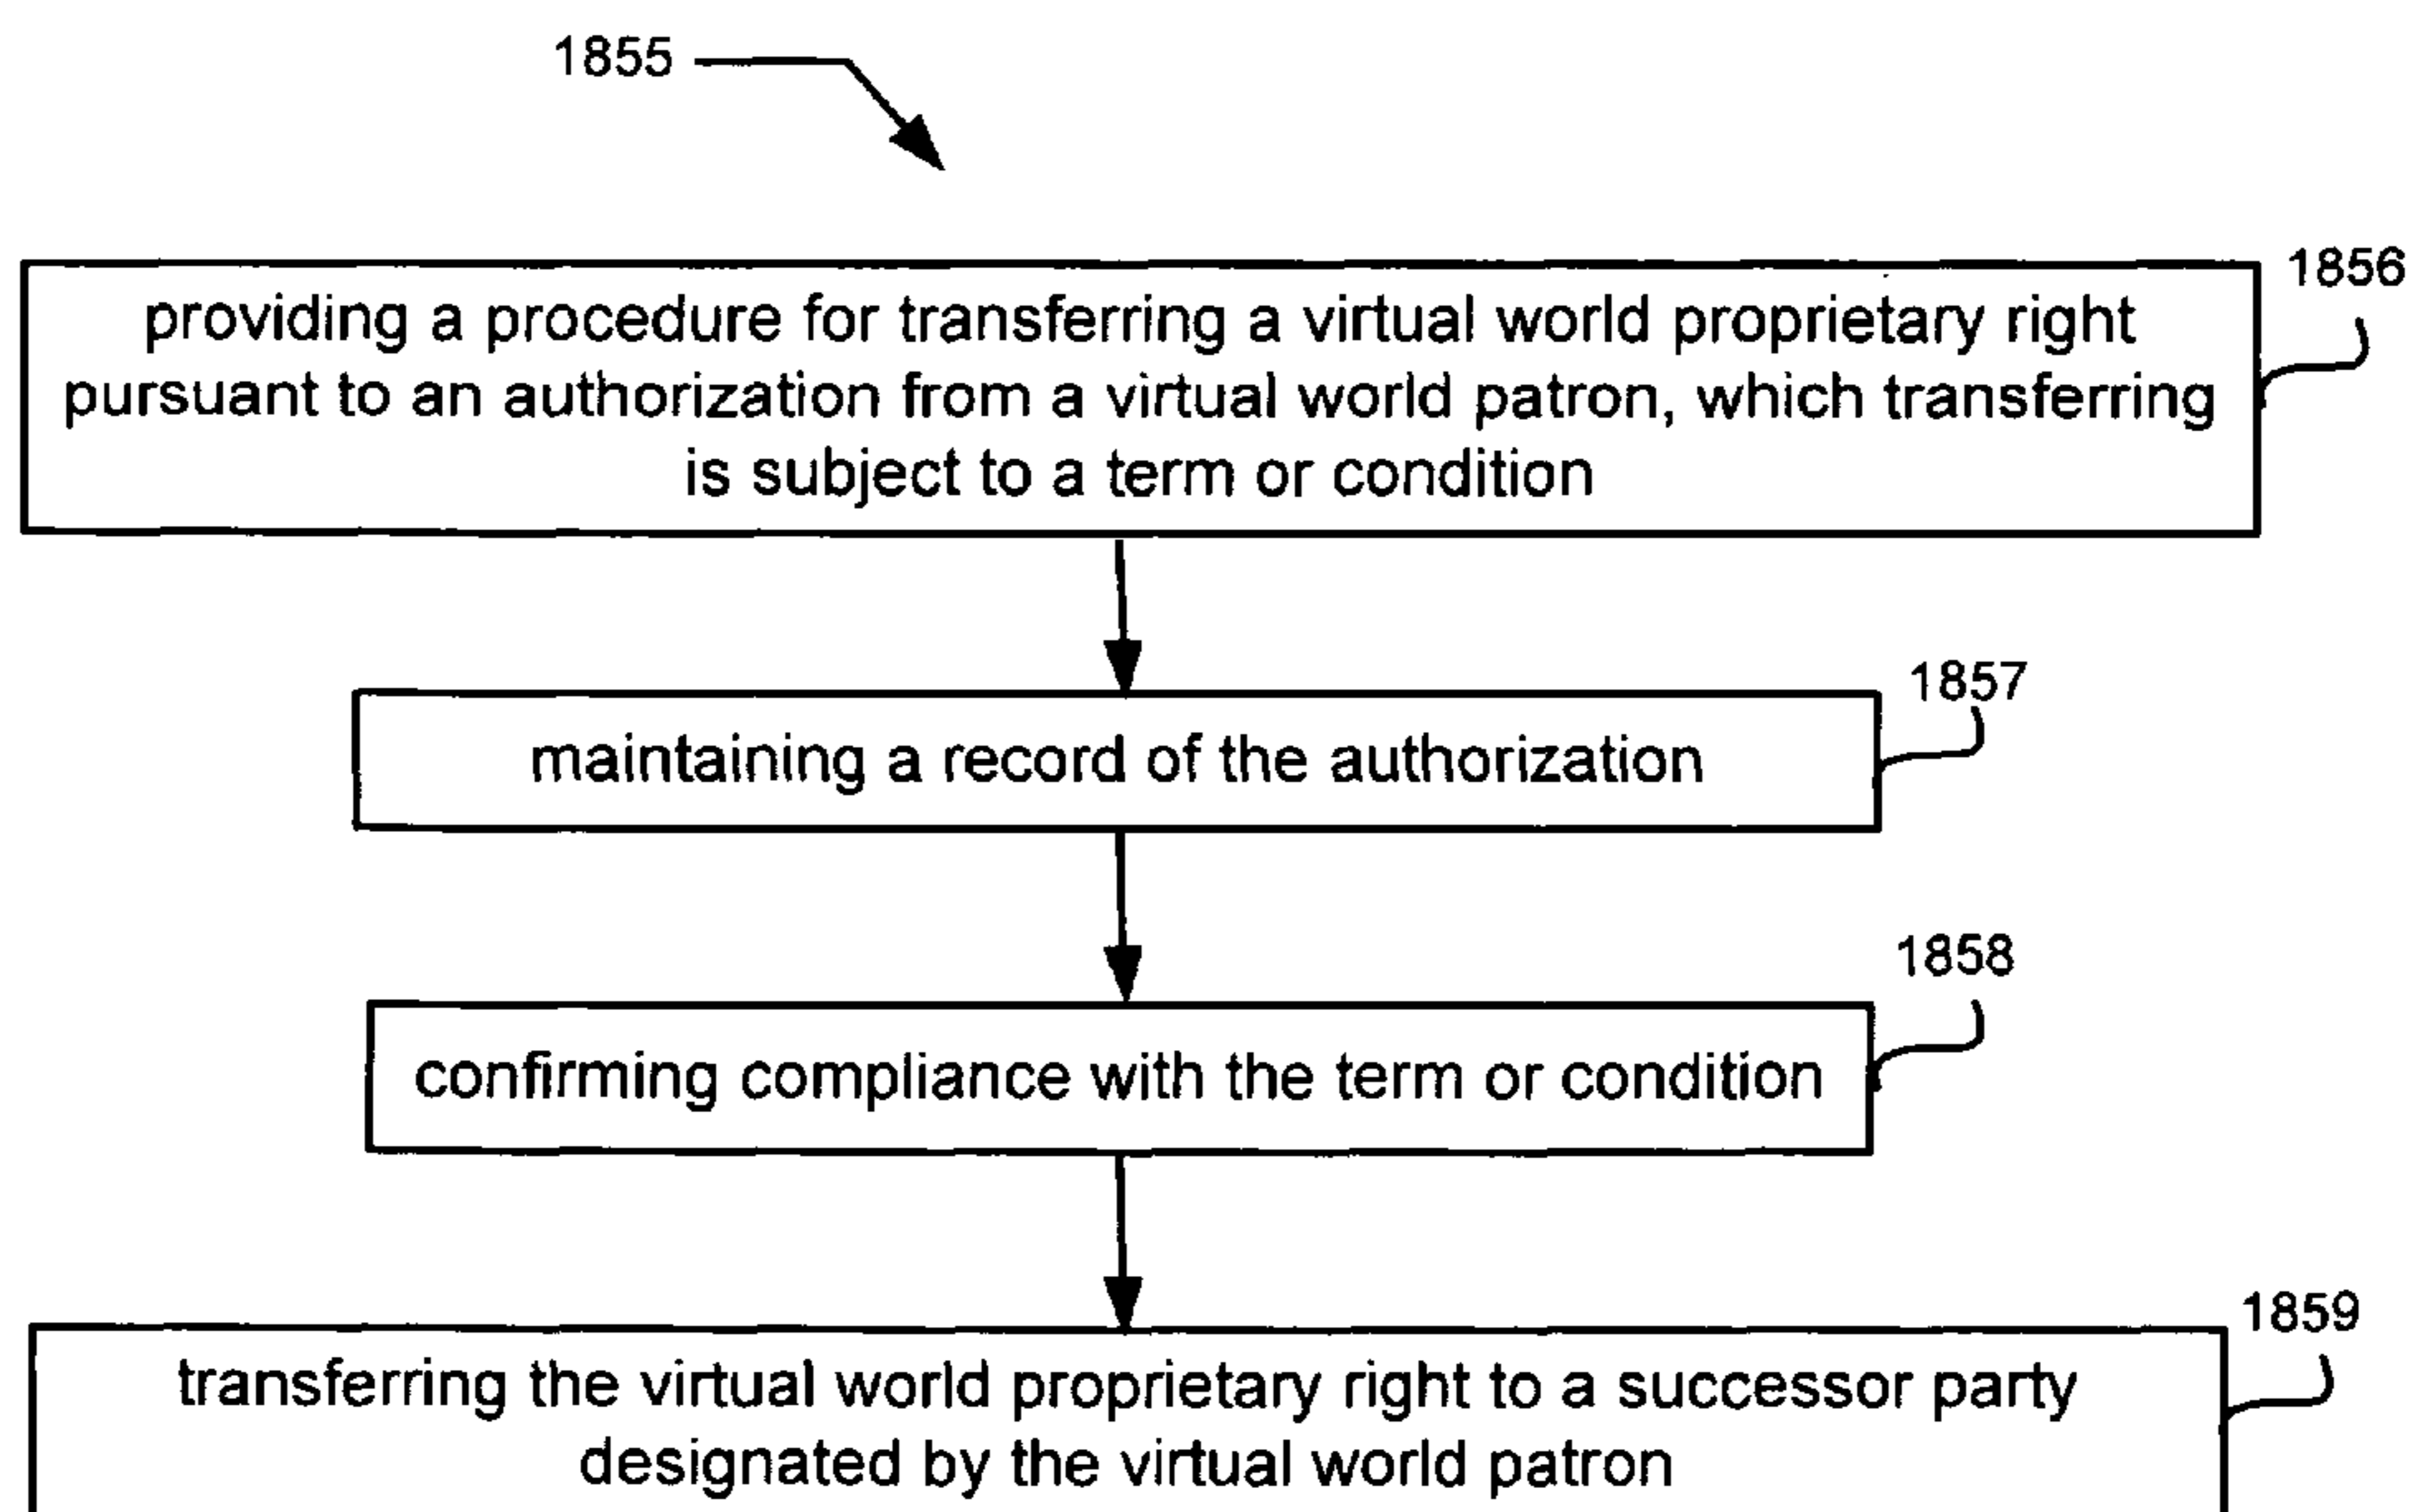 1855
1856
providing a procedure for transferring a virtual world proprietary right
pursuant to an authorization from a virtual world patron, which transferring
is subject to a term or condition
1857
maintaining a record of the authorization
1858
confirming compliance with the term or condition
1859
transferring the virtual world proprietary right to a successor party
designated by the virtual world patron